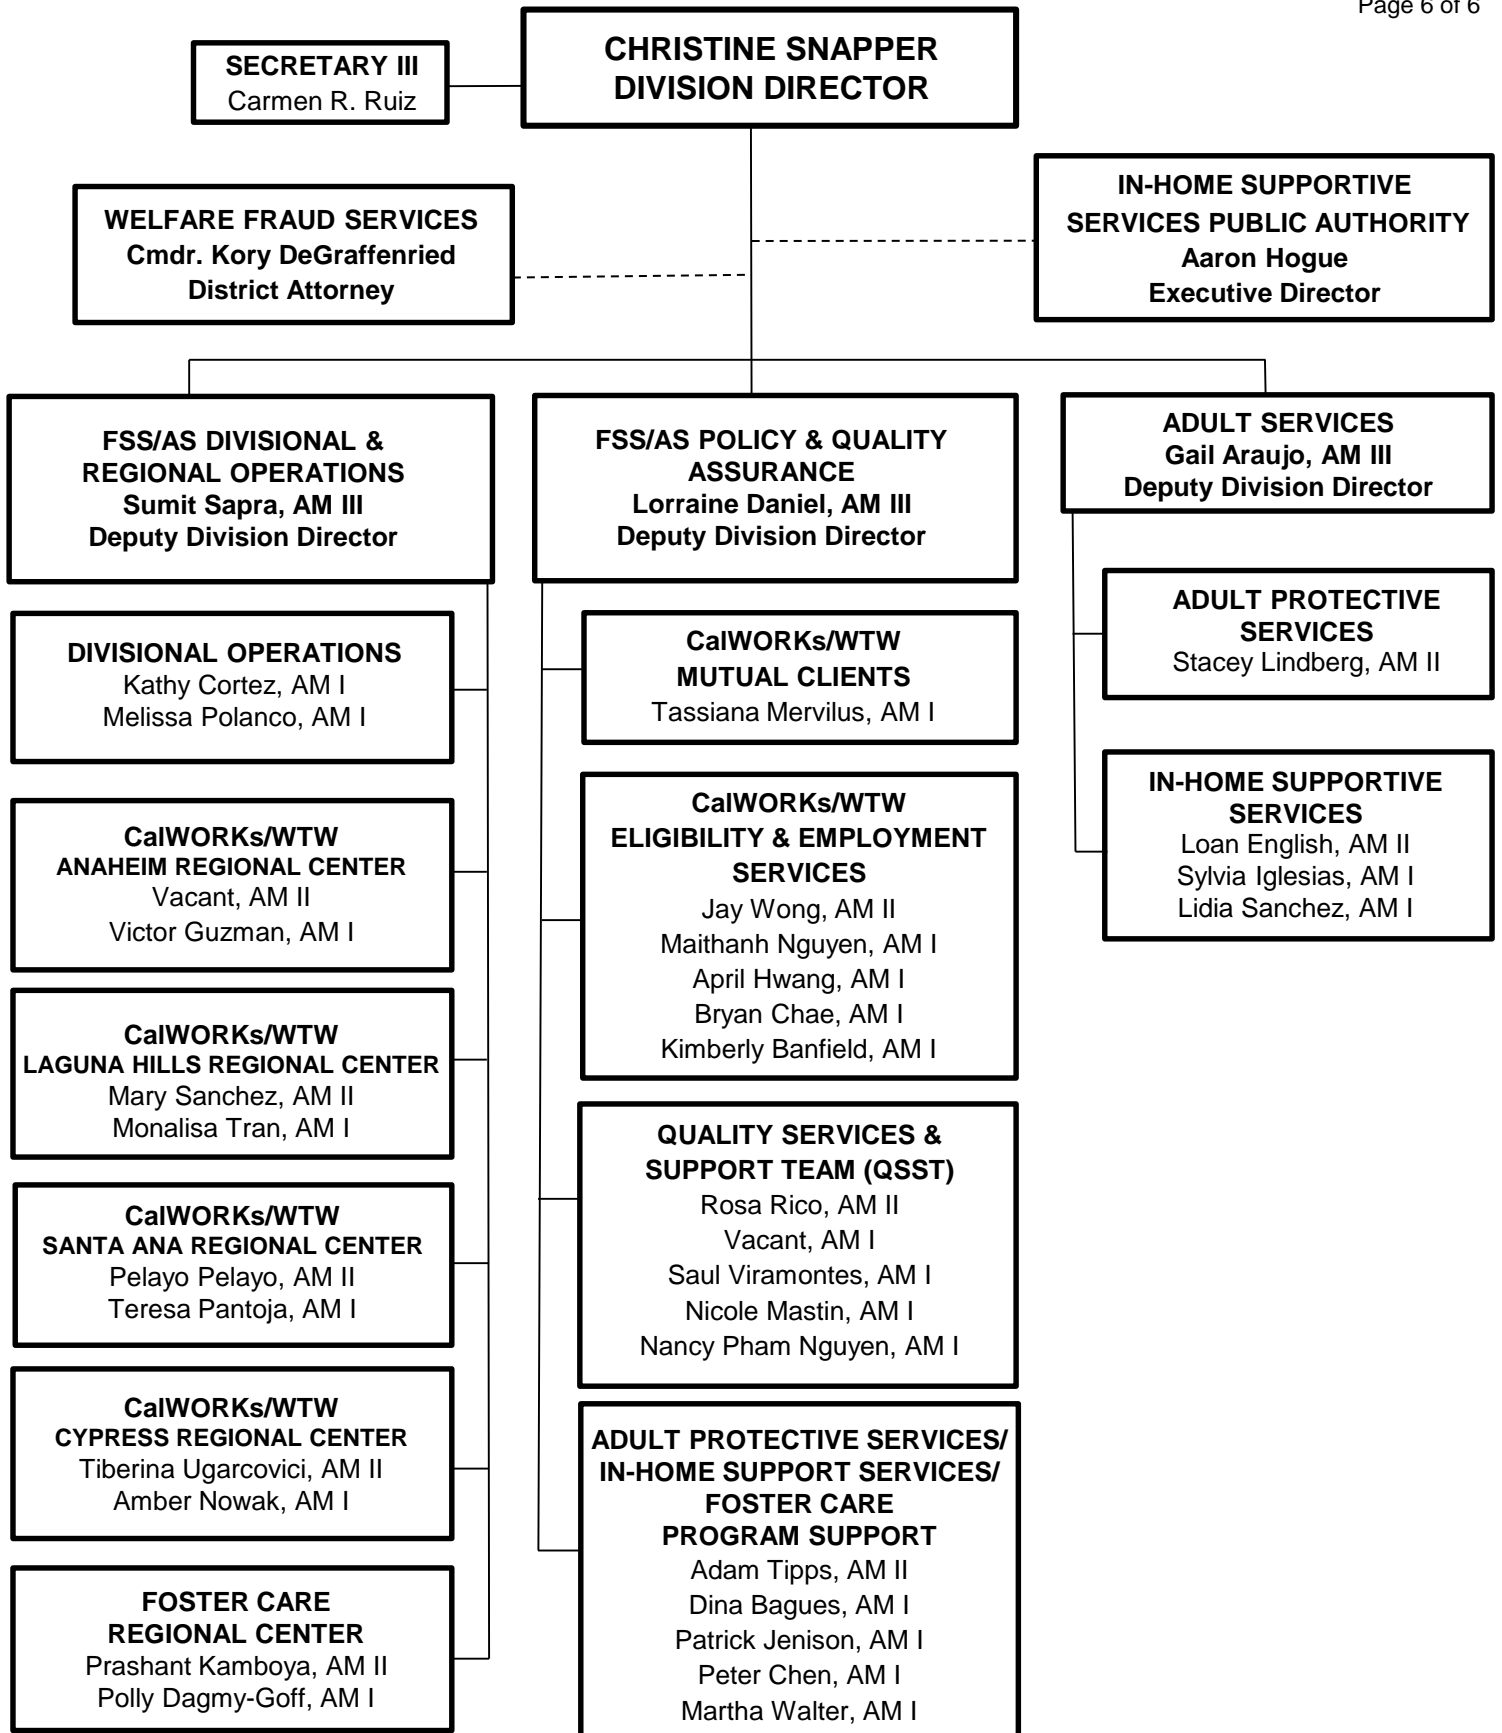 Page 6 of 6
SECRETARY III
Carmen R. Ruiz
CHRISTINE SNAPPER
DIVISION DIRECTOR
WELFARE FRAUD SERVICES
Cmdr. Kory DeGraffenried
District Attorney
IN-HOME SUPPORTIVE
SERVICES PUBLIC AUTHORITY
Aaron Hogue
Executive Director
FSS/AS DIVISIONAL &
REGIONAL OPERATIONS
Sumit Sapra, AM III
Deputy Division Director
DIVISIONAL OPERATIONS
Kathy Cortez, AM I
Melissa Polanco, AM I
CalWORKs/WTW
ANAHEIM REGIONAL CENTER
Vacant, AM II
Victor Guzman, AM I
CalWORKs/WTW
LAGUNA HILLS REGIONAL CENTER
Mary Sanchez, AM II
Monalisa Tran, AM I
CalWORKs/WTW
SANTA ANA REGIONAL CENTER
Pelayo Pelayo, AM II
Teresa Pantoja, AM I
CalWORKs/WTW
CYPRESS REGIONAL CENTER
Tiberina Ugarcovici, AM II
Amber Nowak, AM I
FOSTER CARE
REGIONAL CENTER
Prashant Kamboya, AM II
Polly Dagmy-Goff, AM I
FSS/AS POLICY & QUALITY
ASSURANCE
Lorraine Daniel, AM III
Deputy Division Director
CalWORKs/WTW
MUTUAL CLIENTS
Tassiana Mervilus, AM I
CalWORKs/WTW
ELIGIBILITY & EMPLOYMENT
SERVICES
Jay Wong, AM II
Maithanh Nguyen, AM I
April Hwang, AM I
Bryan Chae, AM I
Kimberly Banfield, AM I
QUALITY SERVICES &
SUPPORT TEAM (QSST)
Rosa Rico, AM II
Vacant, AM I
Saul Viramontes, AM I
Nicole Mastin, AM I
Nancy Pham Nguyen, AM I
ADULT PROTECTIVE SERVICES/
IN-HOME SUPPORT SERVICES/
FOSTER CARE
PROGRAM SUPPORT
Adam Tipps, AM II
Dina Bagues, AM I
Patrick Jenison, AM I
Peter Chen, AM I
Martha Walter, AM I
ADULT SERVICES
Gail Araujo, AM III
Deputy Division Director
ADULT PROTECTIVE
SERVICES
Stacey Lindberg, AM II
IN-HOME SUPPORTIVE
SERVICES
Loan English, AM II
Sylvia Iglesias, AM I
Lidia Sanchez, AM I